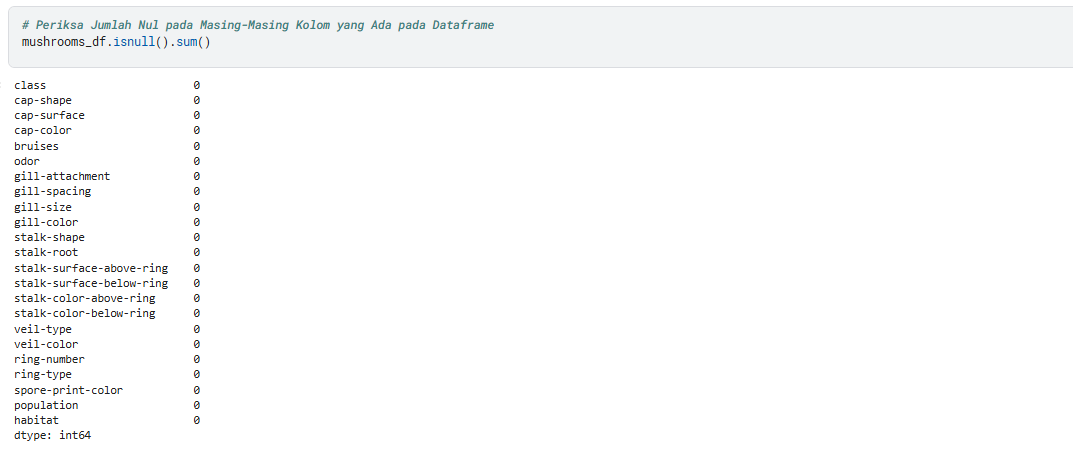 # Periksa Jumlah Nul pada Masing-Masing Kolom yang Ada pada Dataframe
mushrooms_df.isnull().sum()
class 0
cap-shape 0
cap-surface 0
cap-color 0
bruises 0
odor 0
gill-attachment 0
gill-spacing 0
gill-size 0
gill-color 0
stalk-shape 0
stalk-root 0
stalk-surface-above-ring 0
stalk-surface-below-ring 0
stalk-color-above-ring 0
stalk-color-below-ring 0
veil-type 0
veil-color 0
ring-number 0
ring-type 0
spore-print-color 0
population 0
habitat 0
dtype: int64